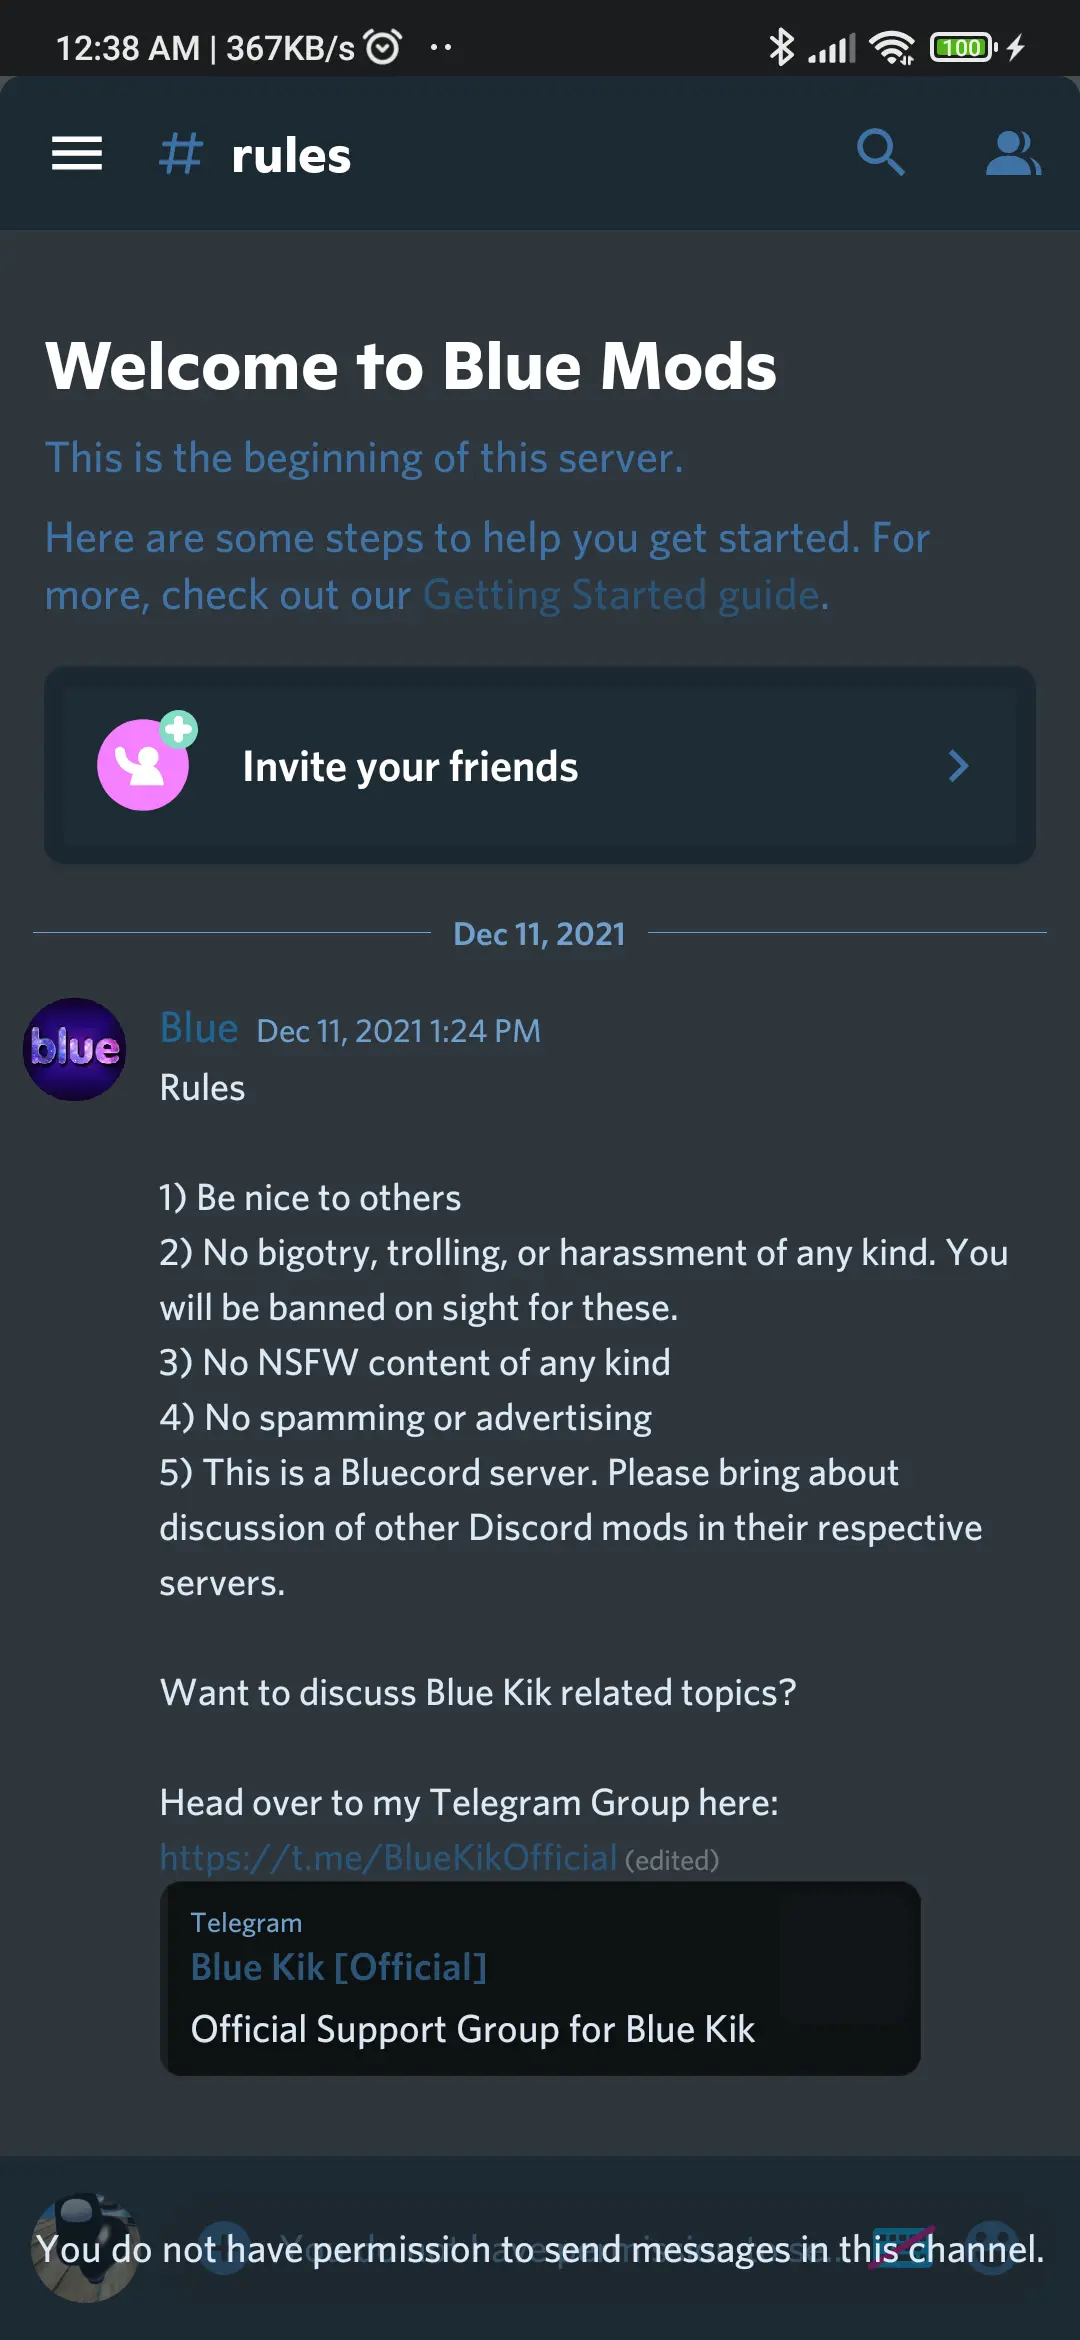 12:38 AM | 367KB/s
100
# rules
Welcome to Blue Mods
This is the beginning of this server.
Here are some steps to help you get started. For
more, check out our Getting Started guide.
Invite your friends
Dec 11, 2021
blue
Blue Dec 11, 2021 1:24 PM
Rules
1) Be nice to others
2) No bigotry, trolling, or harassment of any kind. You
will be banned on sight for these.
3) No NSFW content of any kind
4) No spamming or advertising
5) This is a Bluecord server. Please bring about
discussion of other Discord mods in their respective
servers.
Want to discuss Blue Kik related topics?
Head over to my Telegram Group here:
https://t.me/BlueKikOfficial (edited)
Telegram
Blue Kik [Official]
Official Support Group for Blue Kik
You do not have permission to send messages in this channel.